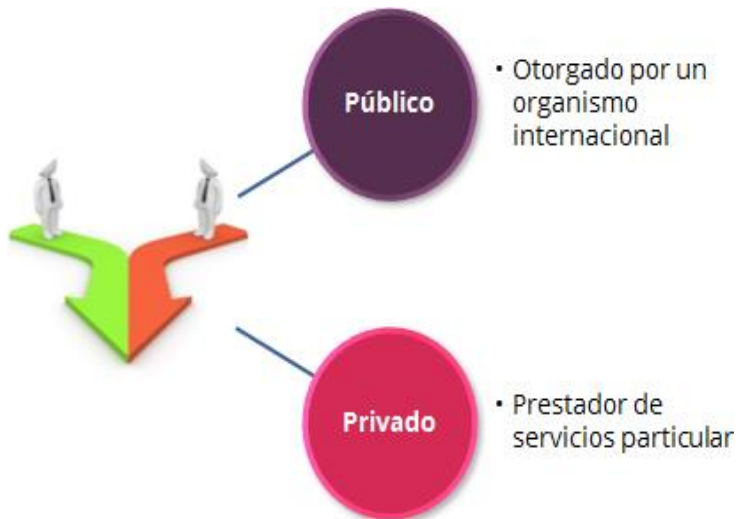 Público
• Otorgado por un
organismo
internacional
Privado
• Prestador de
servicios particular